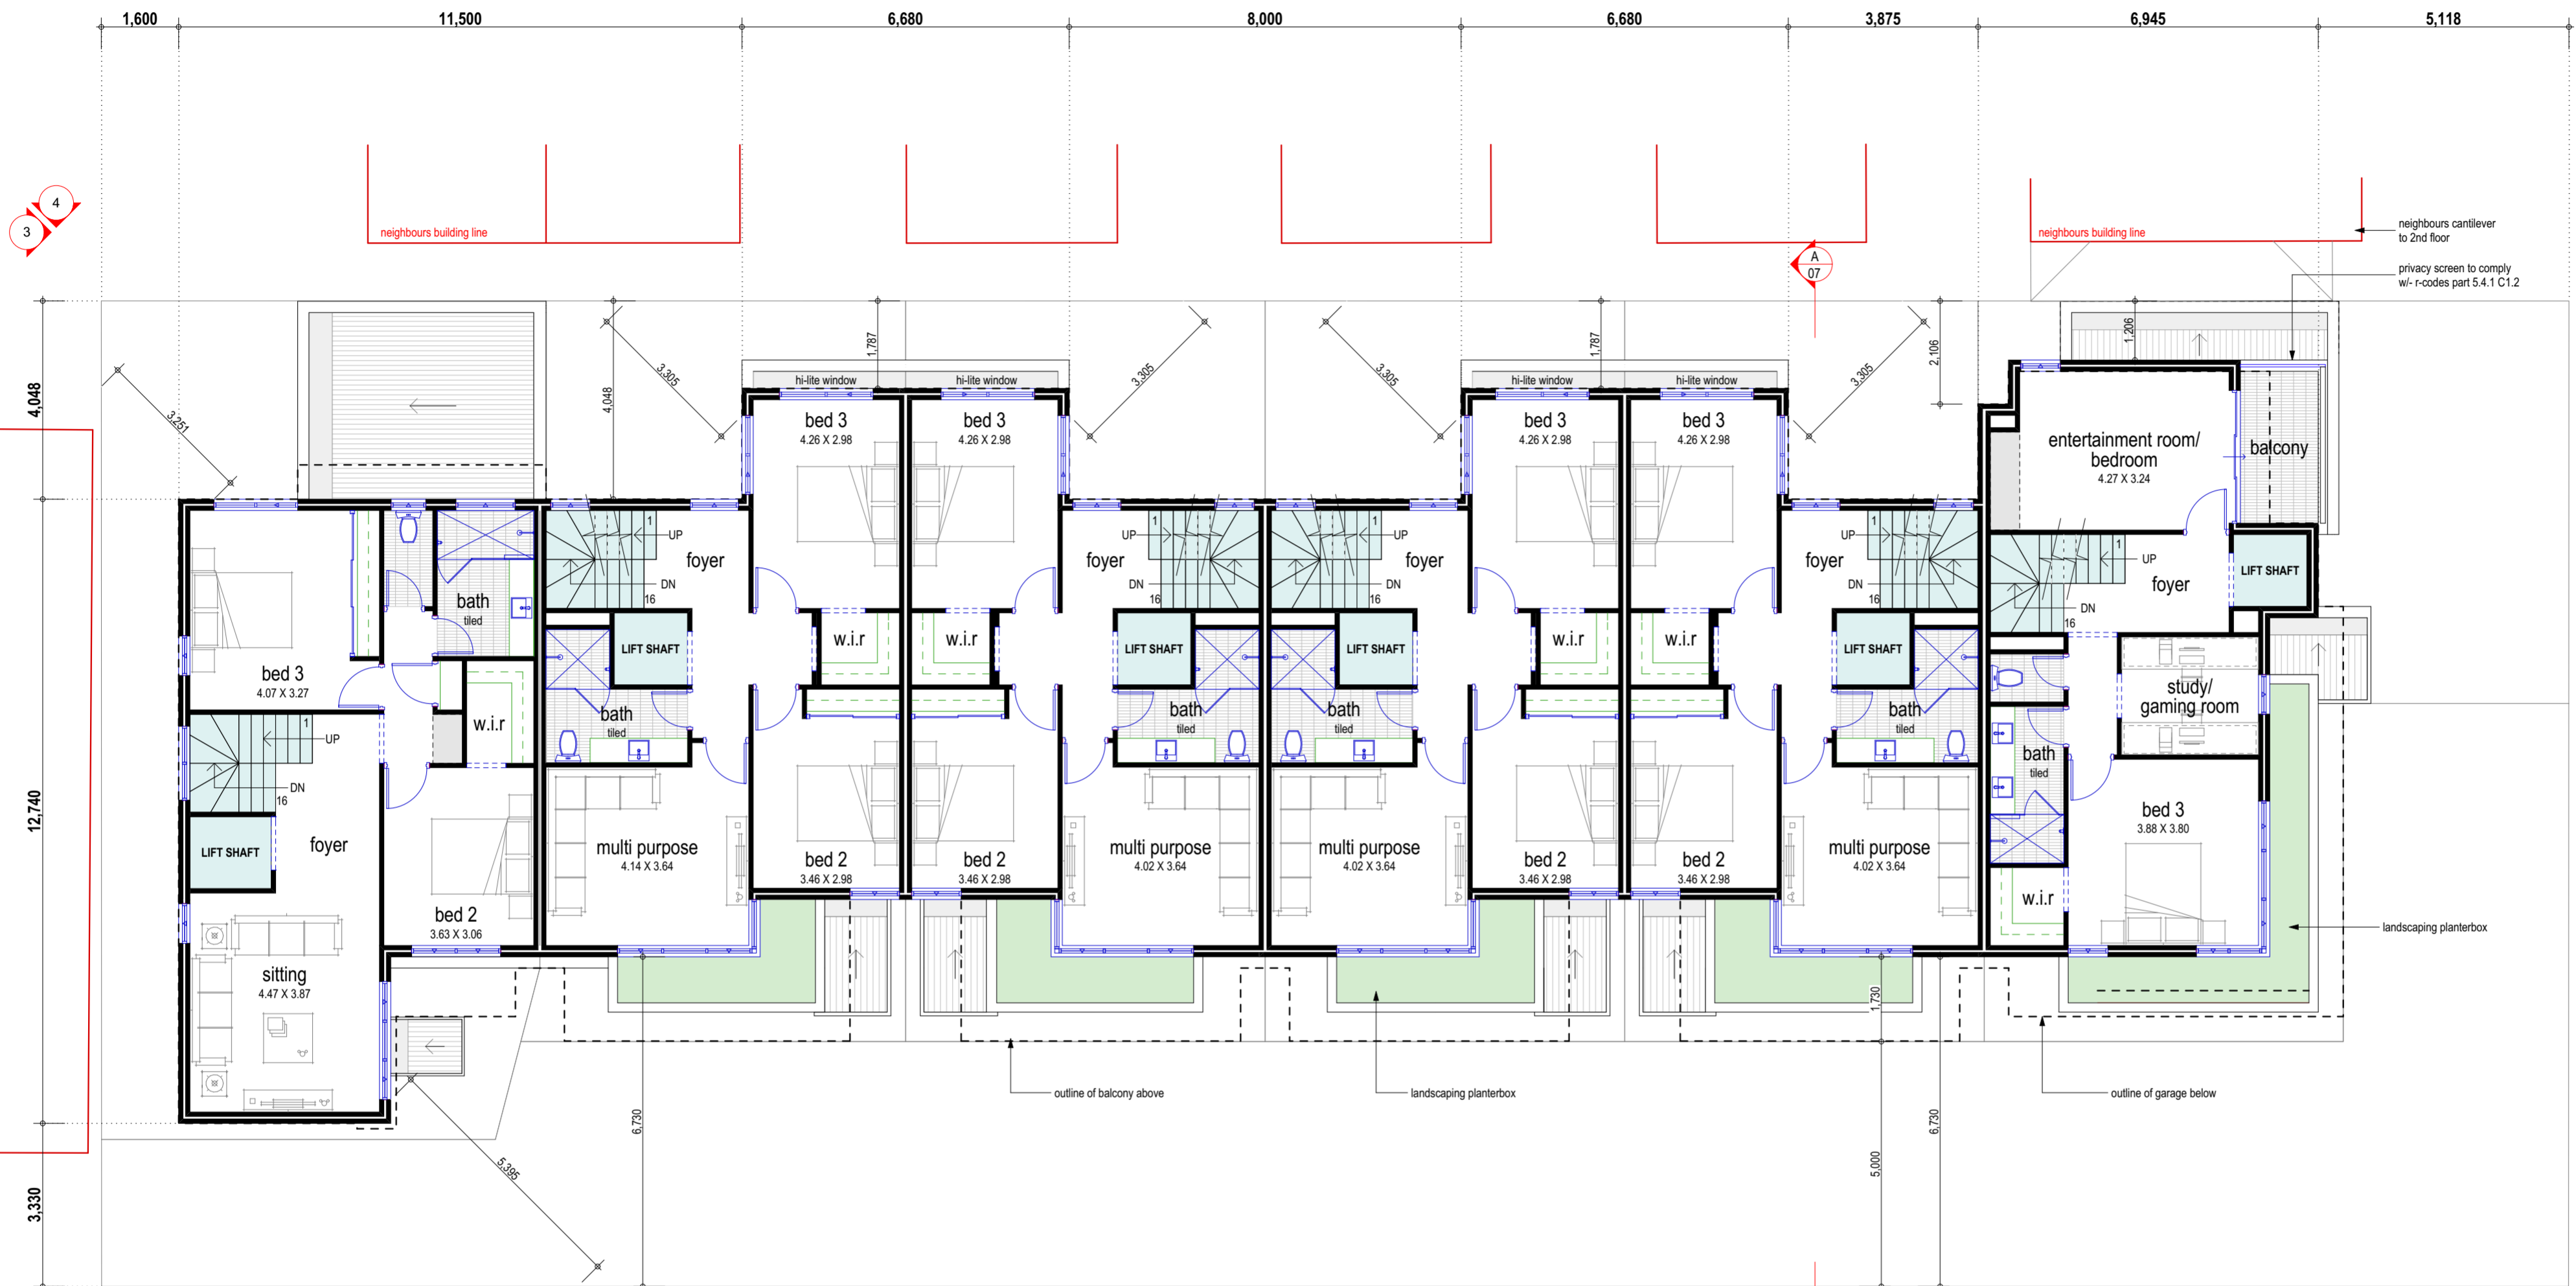 1,600
11,500
6,680
8,000
6,680
3,875
6,945
5,118
4
3
neighbours building line
neighbours building line
neighbours cantilever
to 2nd floor
A
07
privacy screen to comply
w/- r-codes part 5.4.1 C1.2
4,048
12,740
3,330
3,251
4,048
3,305
1,787
3,305
3,305
1,787
3,305
2,106
1,206
hi-lite window
hi-lite window
hi-lite window
hi-lite window
bed 3
4.26 X 2.98
bed 3
4.26 X 2.98
bed 3
4.26 X 2.98
bed 3
4.26 X 2.98
entertainment room/
bedroom
4.27 X 3.24
balcony
1
UP
DN
16
foyer
foyer
1
UP
DN
16
1
UP
DN
16
foyer
foyer
1
UP
DN
16
1
UP
DN
16
foyer
LIFT SHAFT
bath
tiled
bed 3
4.07 X 3.27
LIFT SHAFT
w.i.r
w.i.r
LIFT SHAFT
LIFT SHAFT
w.i.r
w.i.r
LIFT SHAFT
study/
gaming room
w.i.r
bath
tiled
bath
tiled
bath
tiled
bath
tiled
bath
tiled
1
UP
DN
16
foyer
LIFT SHAFT
multi purpose
4.14 X 3.64
bed 2
3.46 X 2.98
bed 2
3.46 X 2.98
multi purpose
4.02 X 3.64
multi purpose
4.02 X 3.64
bed 2
3.46 X 2.98
bed 2
3.46 X 2.98
multi purpose
4.02 X 3.64
bed 3
3.88 X 3.80
w.i.r
bed 2
3.63 X 3.06
landscaping planterbox
sitting
4.47 X 3.87
1,730
outline of balcony above
landscaping planterbox
outline of garage below
6,730
5,395
5,000
6,730